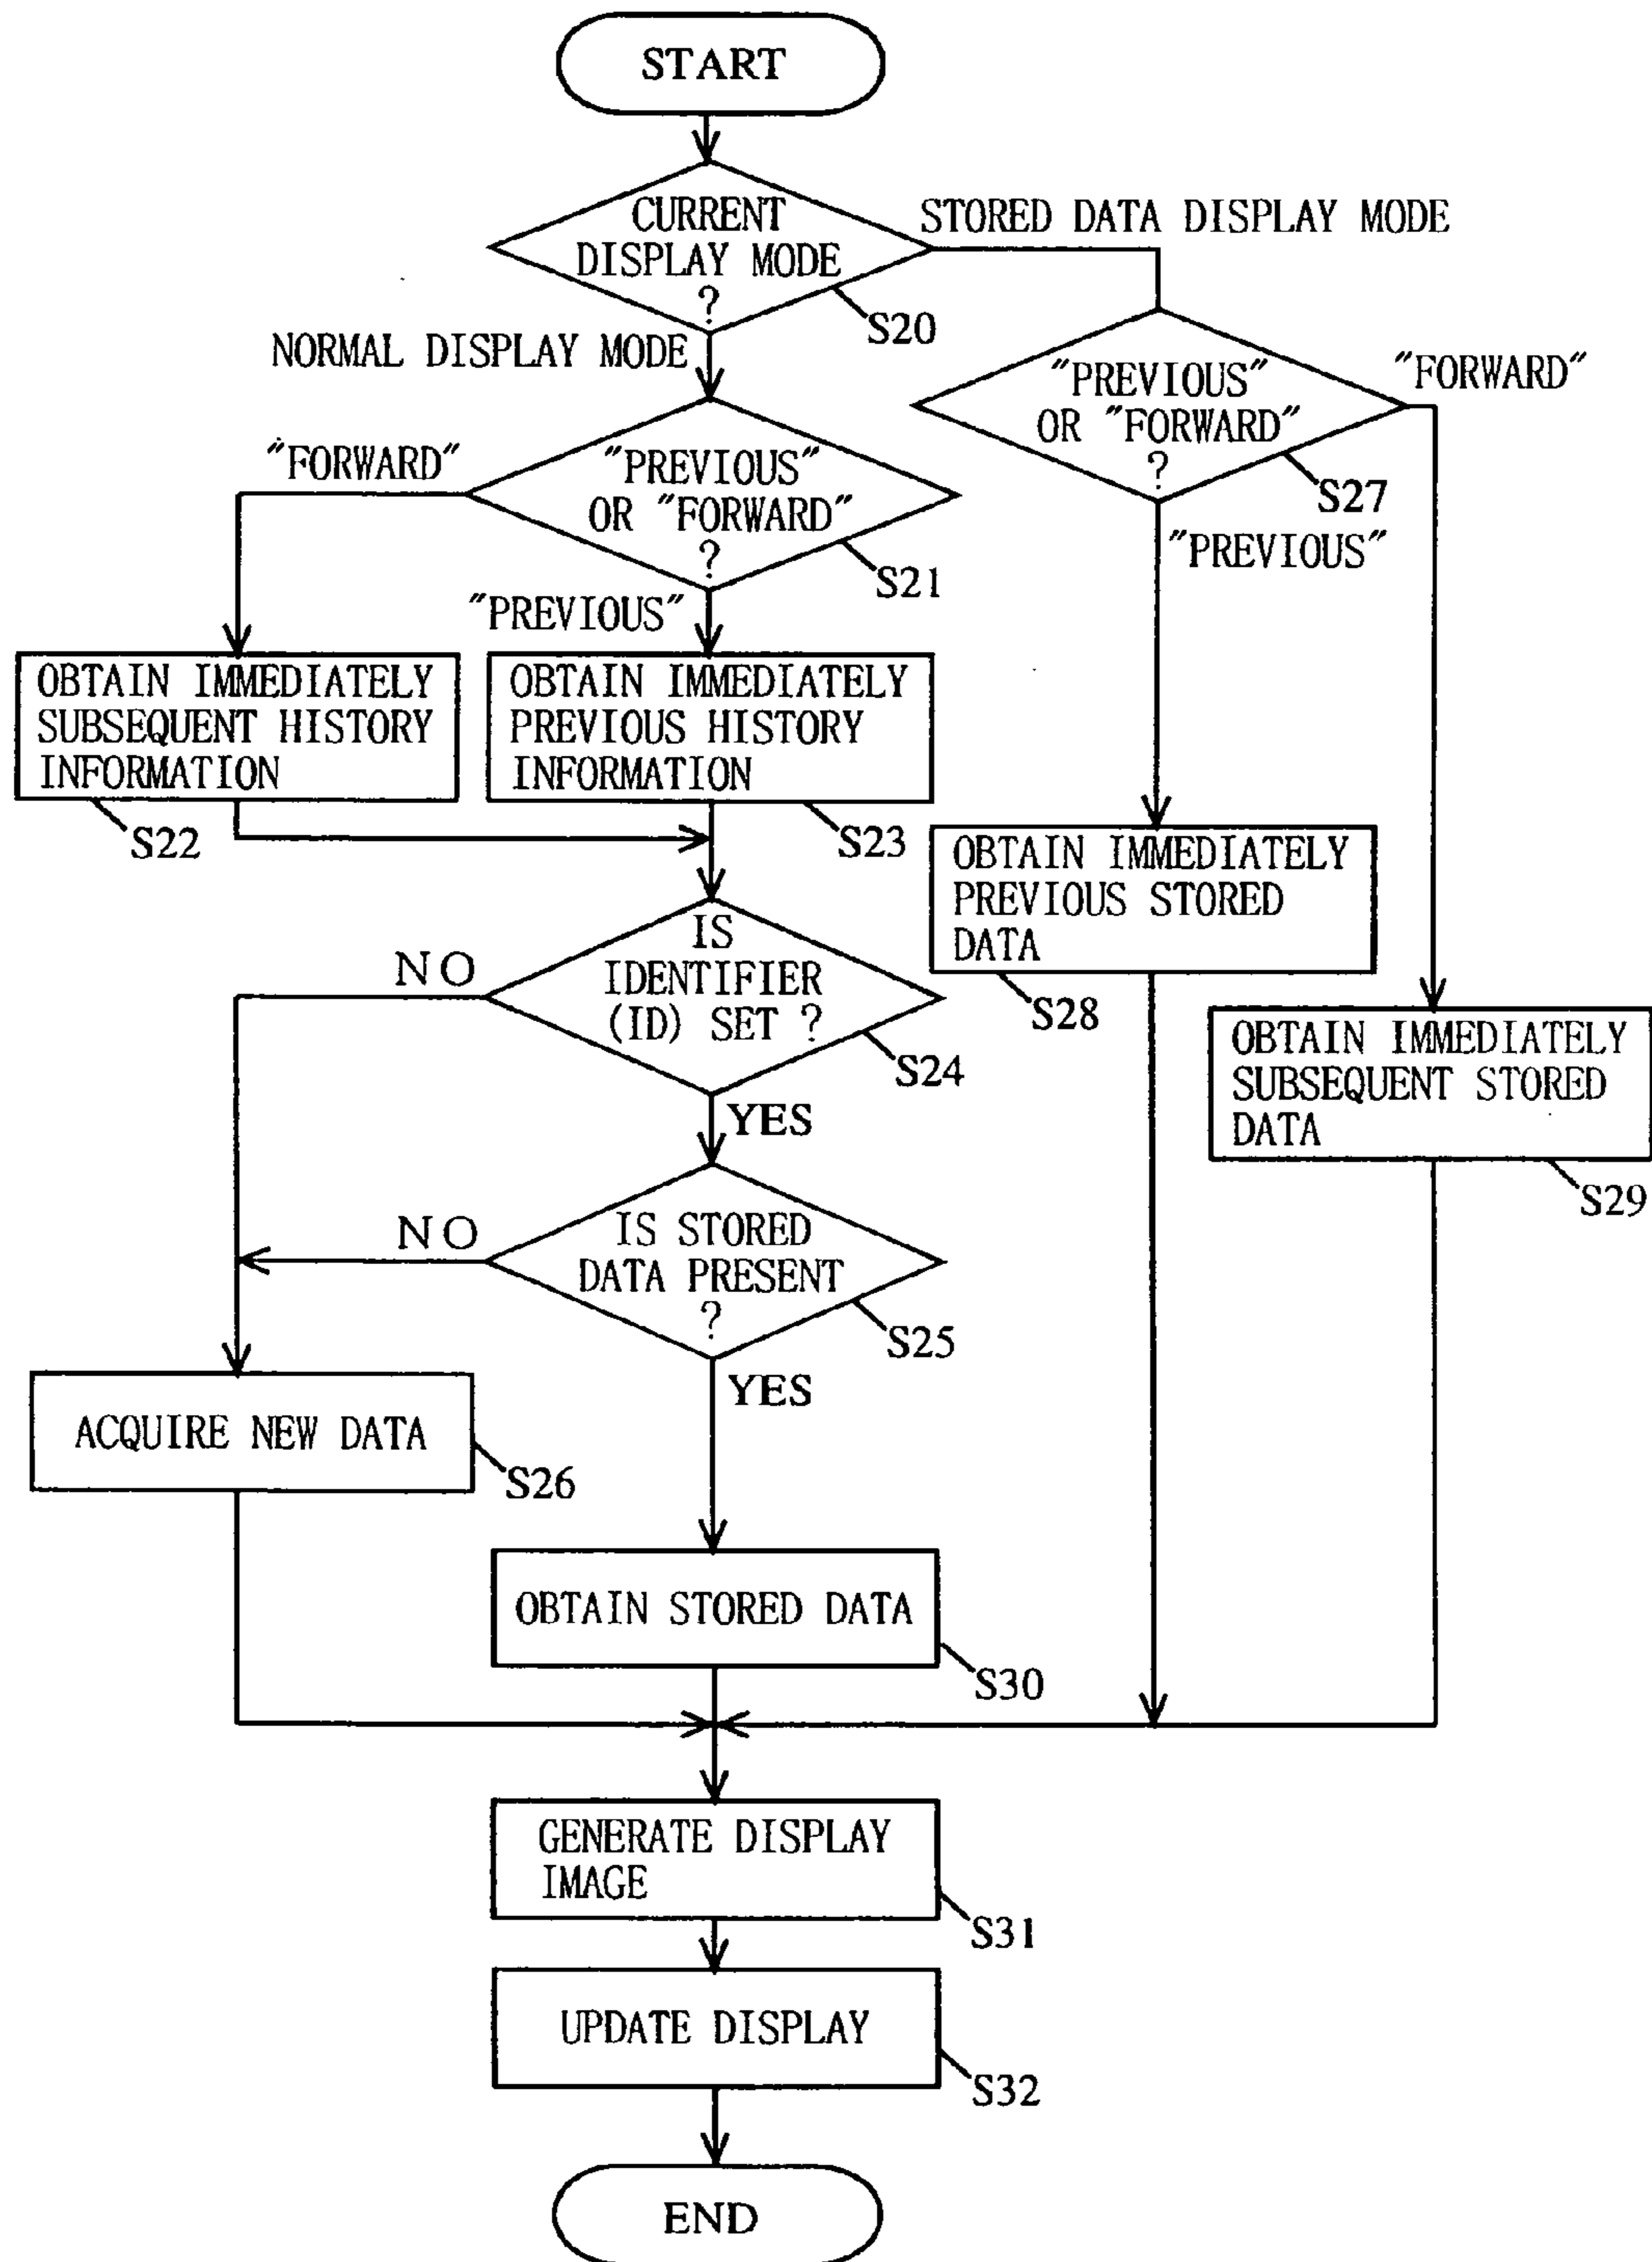 START
CURRENT
DISPLAY MODE
?
S20
STORED DATA DISPLAY MODE
NORMAL DISPLAY MODE
"PREVIOUS"
OR "FORWARD"
?
S27
"FORWARD"
"PREVIOUS"
"FORWARD"
"PREVIOUS"
OR "FORWARD"
?
S21
"PREVIOUS"
OBTAIN IMMEDIATELY
SUBSEQUENT HISTORY
INFORMATION
S22
OBTAIN IMMEDIATELY
PREVIOUS HISTORY
INFORMATION
S23
OBTAIN IMMEDIATELY
PREVIOUS STORED
DATA
S28
OBTAIN IMMEDIATELY
SUBSEQUENT STORED
DATA
S29
IS
IDENTIFIER
(ID) SET ?
S24
NO
YES
IS STORED
DATA PRESENT
?
S25
NO
YES
ACQUIRE NEW DATA
S26
OBTAIN STORED DATA
S30
GENERATE DISPLAY
IMAGE
S31
UPDATE DISPLAY
S32
END